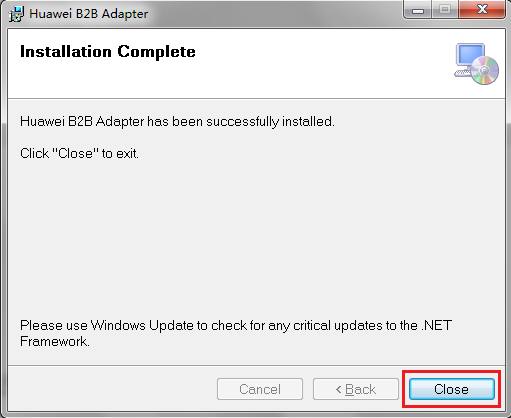 Huawei B2B Adapter
Installation Complete
Huawei B2B Adapter has been successfully installed.
Click "Close" to exit.
Please use Windows Update to check for any critical updates to the .NET
Framework.
Cancel
< Back
Close